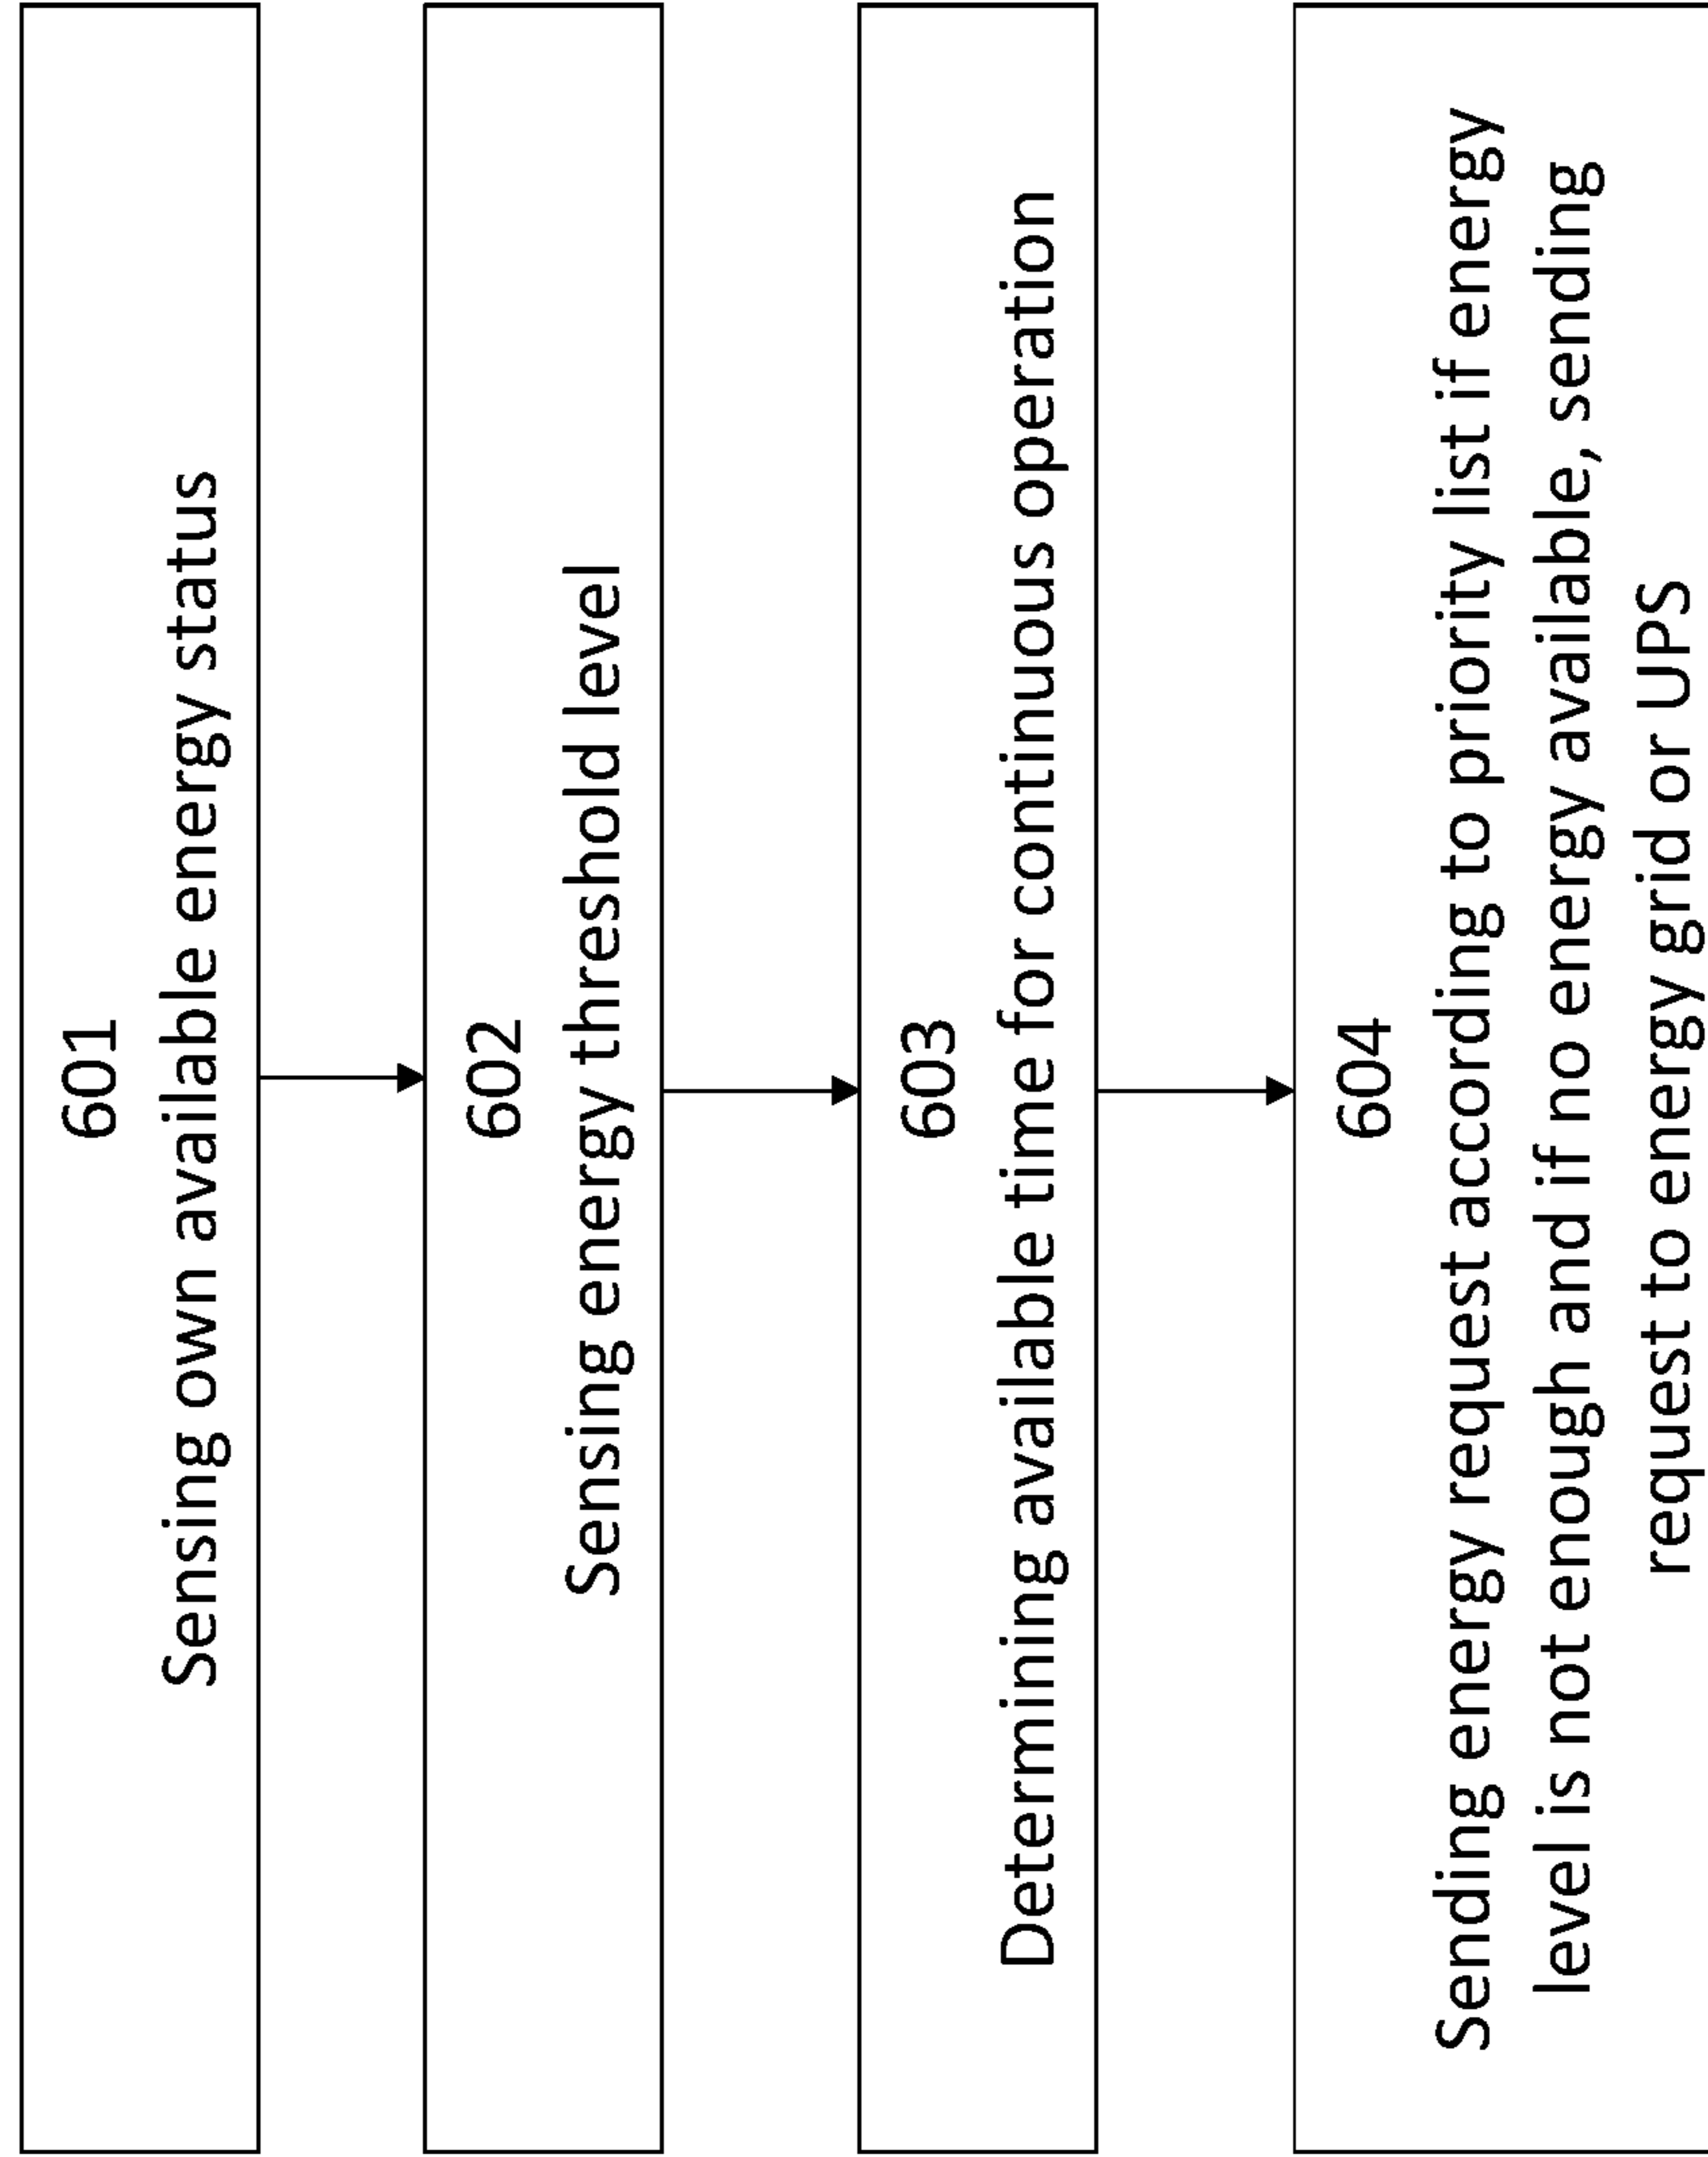 601
Sensing own available energy status
602
Sensing energy threshold level
603
Determining available time for continuous operation
604
Sending energy request according to priority list if energy
level is not enough and if no energy available, sending
request to energy grid or UPS